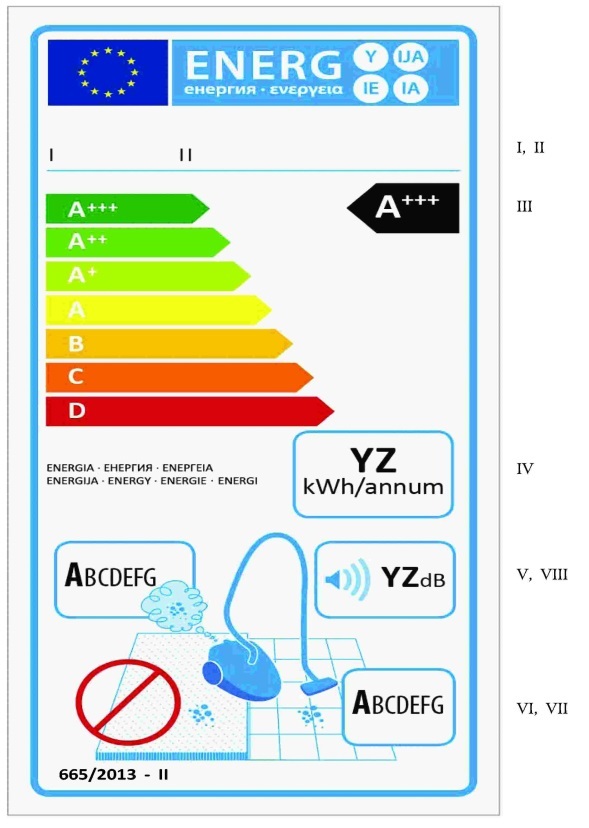 ENERG Y IJA
енергия · ενεργεια IE IA
I II
I, II
A+++ A+++
III
A++
A+
A
B
C
D
YZ
kWh/annum
ENERGIA · ЕНЕРГИЯ · ΕΝΕΡΓΕΙΑ
ENERGIJA · ENERGY · ENERGIE · ENERGI
IV
ABCDEFG
YZdB
V, VIII
ABCDEFG
VI, VII
665/2013 - II